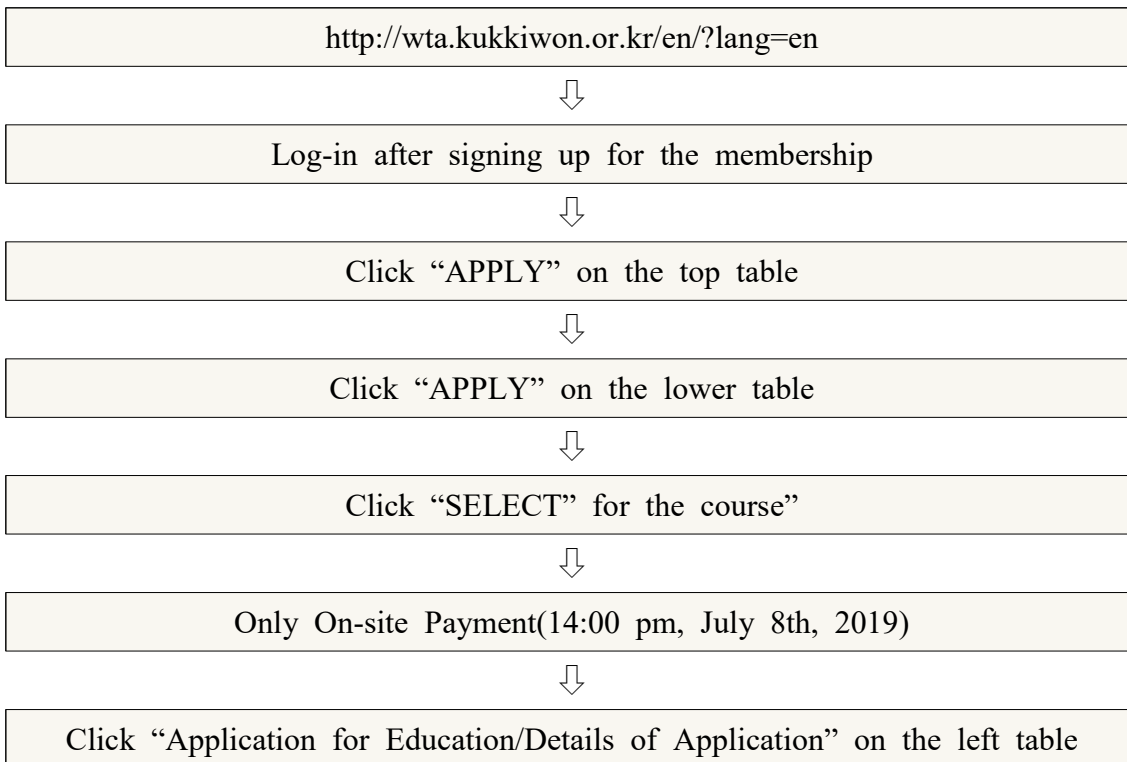 http://wta.kukkiwon.or.kr/en/?lang=en
Log-in after signing up for the membership
Click “APPLY” on the top table
Click “APPLY” on the lower table
Click “SELECT” for the course”
Only On-site Payment(14:00 pm, July 8th, 2019)
Click “Application for Education/Details of Application” on the left table